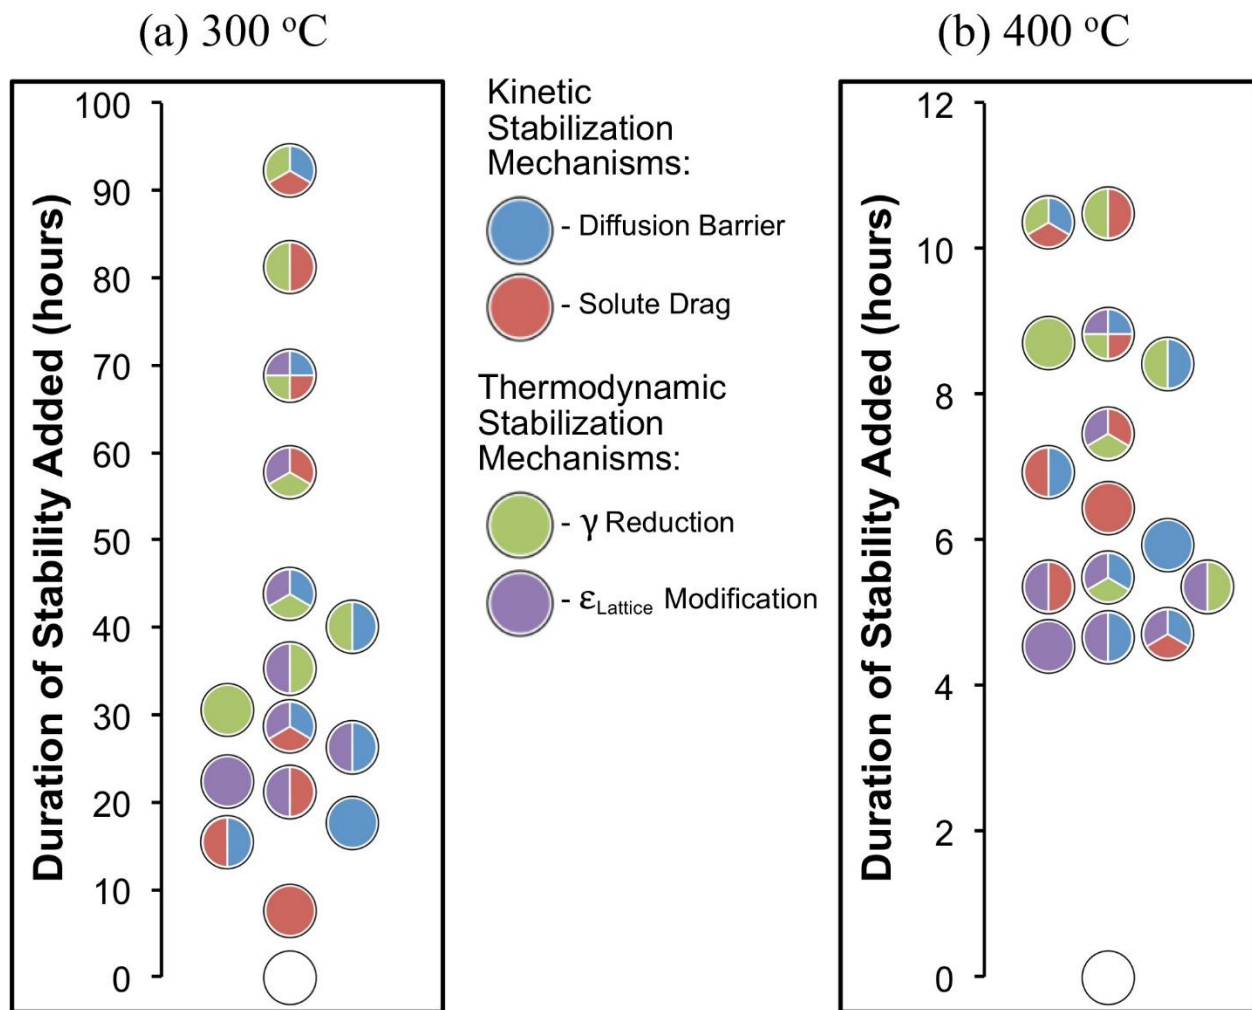 (a) 300 °C
(b) 400 °C
Duration of Stability Added (hours)
100
90
80
70
60
50
40
30
20
10
0
Kinetic
Stabilization
Mechanisms:
- Diffusion Barrier
- Solute Drag
Thermodynamic
Stabilization
Mechanisms:
- γ Reduction
- εLattice Modification
Duration of Stability Added (hours)
12
10
8
6
4
2
0